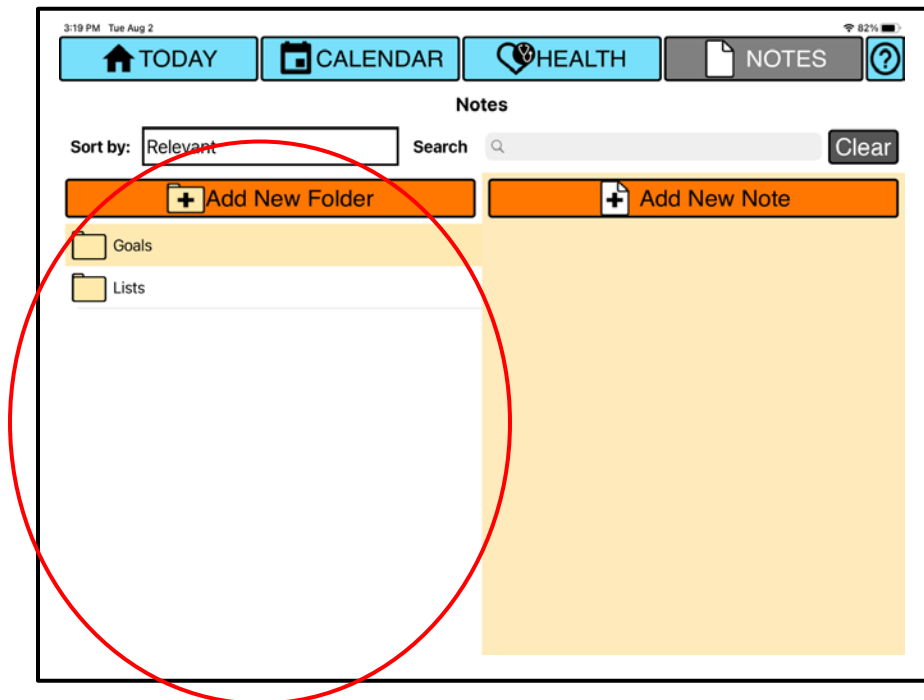 3:19 PM Tue Aug 2 82%
TODAY CALENDAR HEALTH NOTES ?
Notes
Sort by: Relevant Search Clear
Add New Folder Add New Note
Goals
Lists